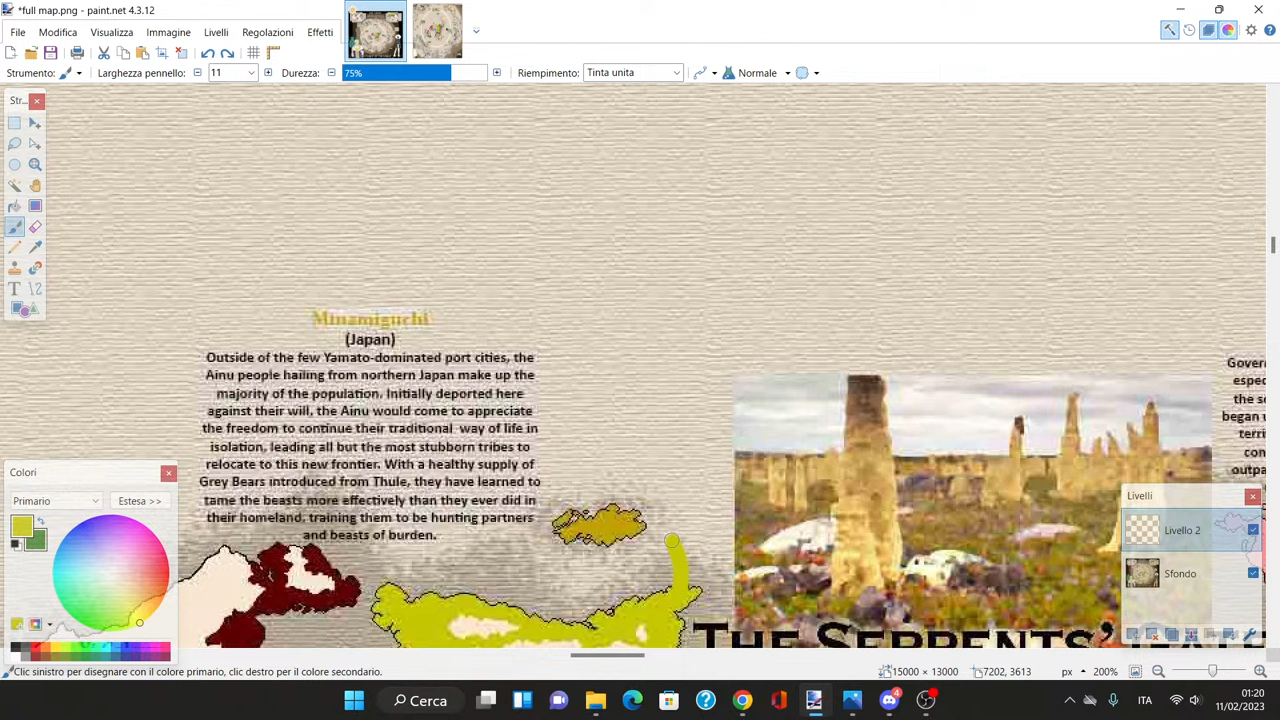 *full map.png - paint.net 4.3.12
File Modifica Visualizza Immagine Livelli Regolazioni Effetti
Strumento: Larghezza pennello: 11 Durezza: 75% Riempimento: Tinta unita Normale
Str...
Minamiguchi
(Japan)
Outside of the few Yamato-dominated port cities, the
Ainu people hailing from northern Japan make up the
majority of the population. Initially deported here
against their will, the Ainu would come to appreciate
the freedom to continue their traditional way of life in
isolation, leading all but the most stubborn tribes to
relocate to this new frontier. With a healthy supply of
Grey Bears introduced from Thule, they have learned to
tame the beasts more effectively than they ever did in
their homeland, training them to be hunting partners
and beasts of burden.
Colori
Primario Estesa >>
Livelli
Livello 2
Sfondo
THE SERPENTS'
Clic sinistro per disegnare con il colore primario, clic destro per il colore secondario.
15000 × 13000 7202, 3613 px 200%
Cerca
4
ITA
01:20
11/02/2023